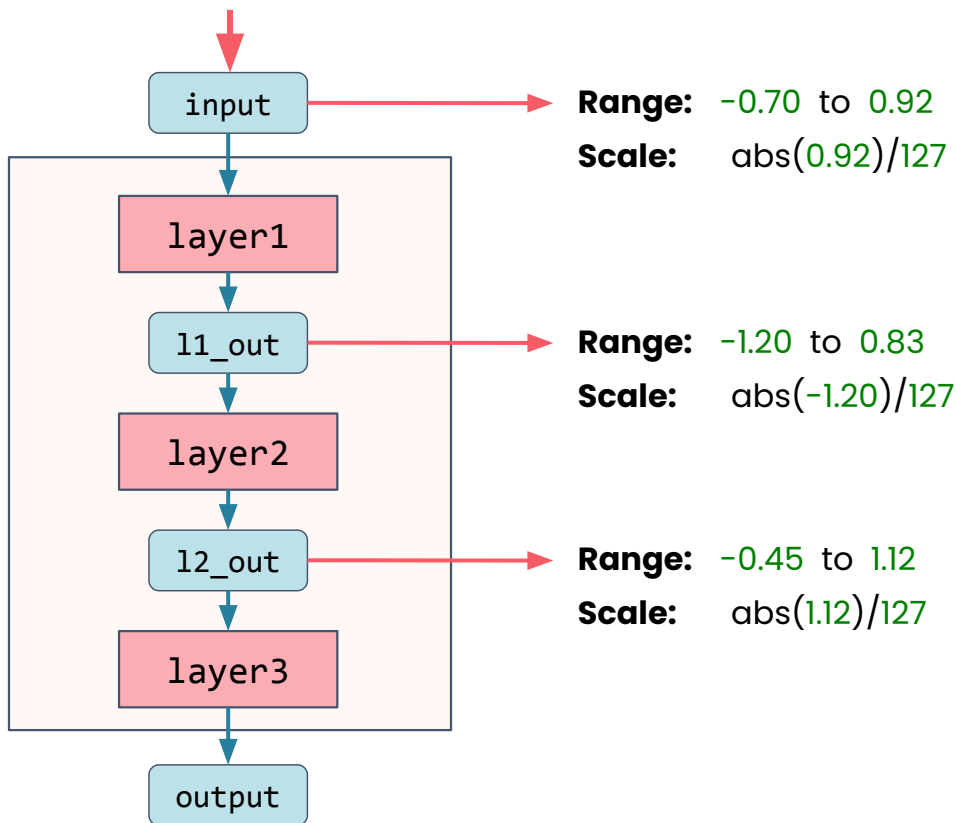 input
Range: -0.70 to 0.92
Scale: abs(0.92)/127
layer1
l1_out
Range: -1.20 to 0.83
Scale: abs(-1.20)/127
layer2
l2_out
Range: -0.45 to 1.12
Scale: abs(1.12)/127
layer3
output